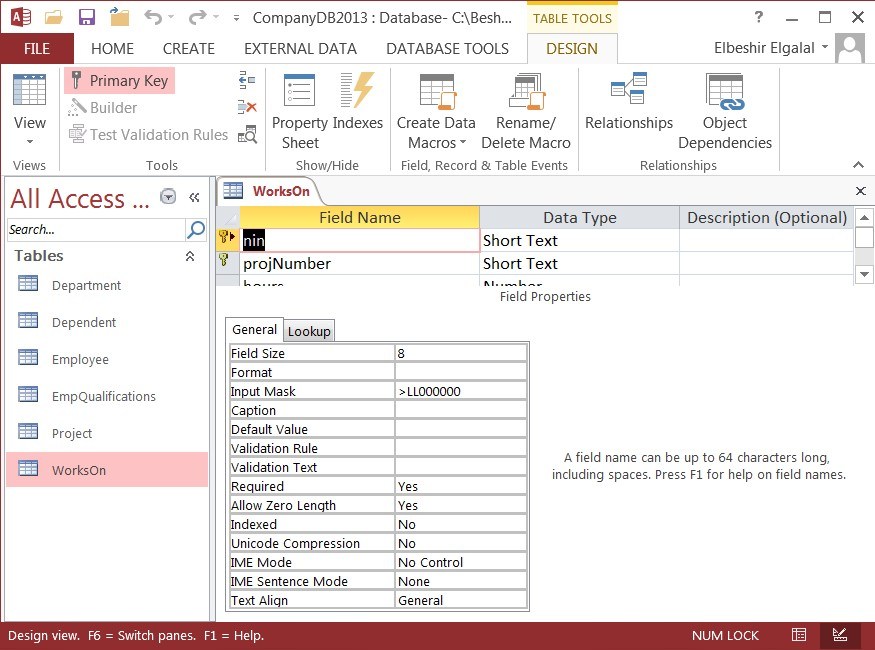 CompanyDB2013 : Database- C:\Besh... TABLE TOOLS ?
FILE HOME CREATE EXTERNAL DATA DATABASE TOOLS DESIGN Elbeshir Elgalal
View
Views
Primary Key
Builder
Test Validation Rules
Tools
Property Sheet
Indexes
Show/Hide
Create Data Macros
Rename/ Delete Macro
Field, Record & Table Events
Relationships
Object Dependencies
Relationships
All Access ...
Search...
Tables
Department
Dependent
Employee
EmpQualifications
Project
WorksOn
WorksOn
Field Name Data Type Description (Optional)
nin Short Text
projNumber Short Text
hours Number
Field Properties
General Lookup
Field Size 8
Format
Input Mask >LL000000
Caption
Default Value
Validation Rule
Validation Text
Required Yes
Allow Zero Length Yes
Indexed No
Unicode Compression No
IME Mode No Control
IME Sentence Mode None
Text Align General
A field name can be up to 64 characters long,
including spaces. Press F1 for help on field names.
Design view. F6 = Switch panes. F1 = Help. NUM LOCK